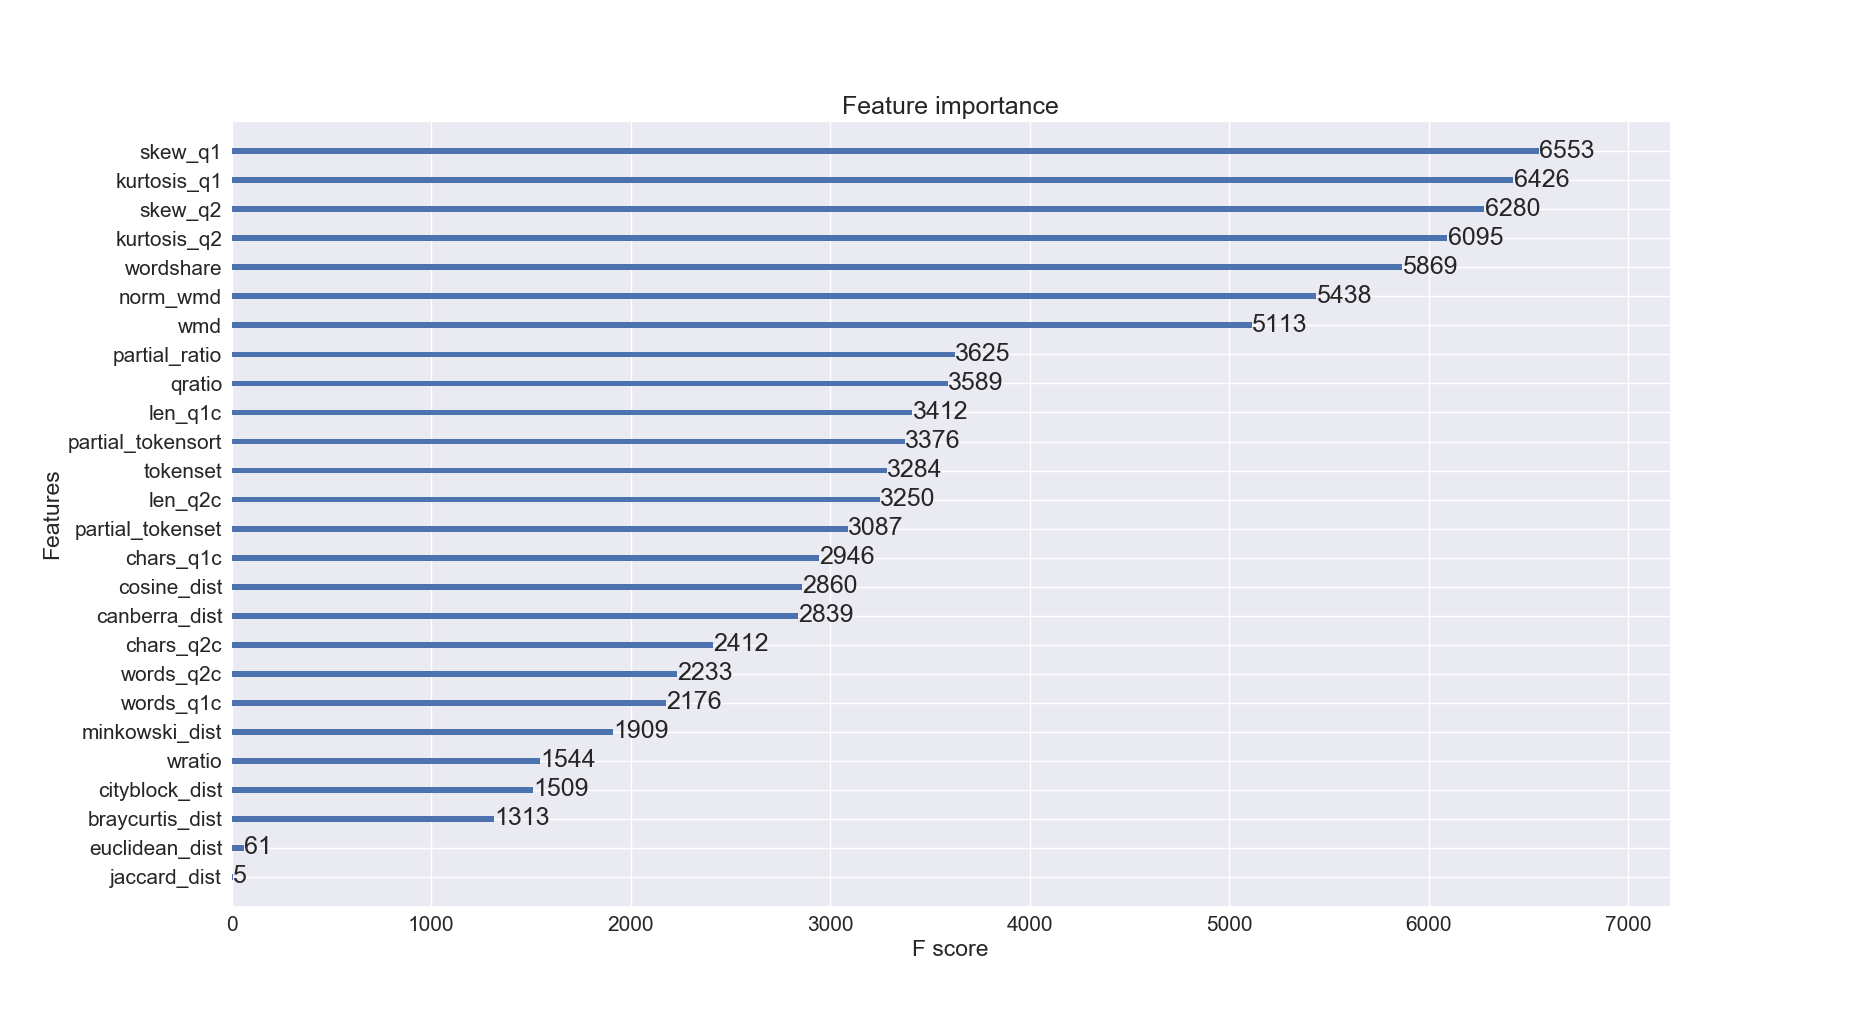 Feature importance
skew_q1 6553
kurtosis_q1 6426
skew_q2 6280
kurtosis_q2 6095
wordshare 5869
norm_wmd 5438
wmd 5113
partial_ratio 3625
qratio 3589
len_q1c 3412
partial_tokensort 3376
tokenset 3284
len_q2c 3250
partial_tokenset 3087
chars_q1c 2946
cosine_dist 2860
canberra_dist 2839
chars_q2c 2412
words_q2c 2233
words_q1c 2176
minkowski_dist 1909
wratio 1544
cityblock_dist 1509
braycurtis_dist 1313
euclidean_dist 61
jaccard_dist 5
Features
0 1000 2000 3000 4000 5000 6000 7000
F score